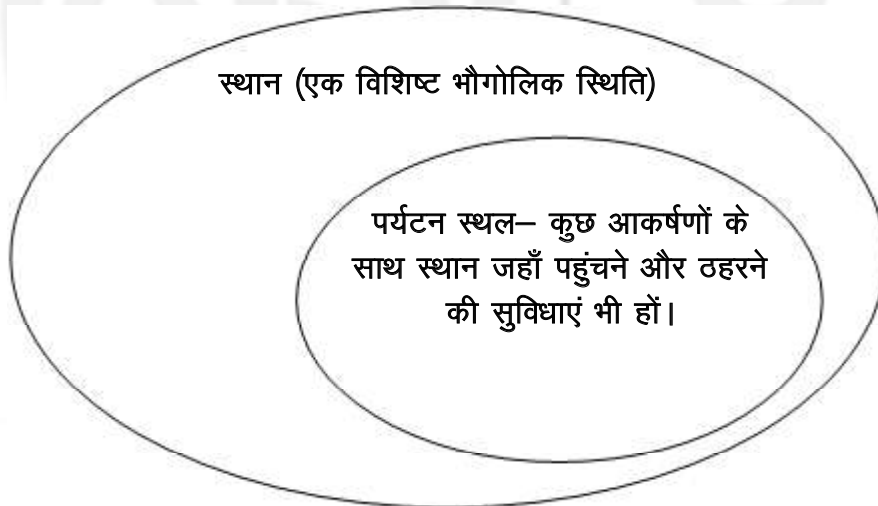 स्थान (एक विशिष्ट भौगोलिक स्थिति)
पर्यटन स्थल– कुछ आकर्षणों के
साथ स्थान जहाँ पहुंचने और ठहरने
की सुविधाएं भी हों।